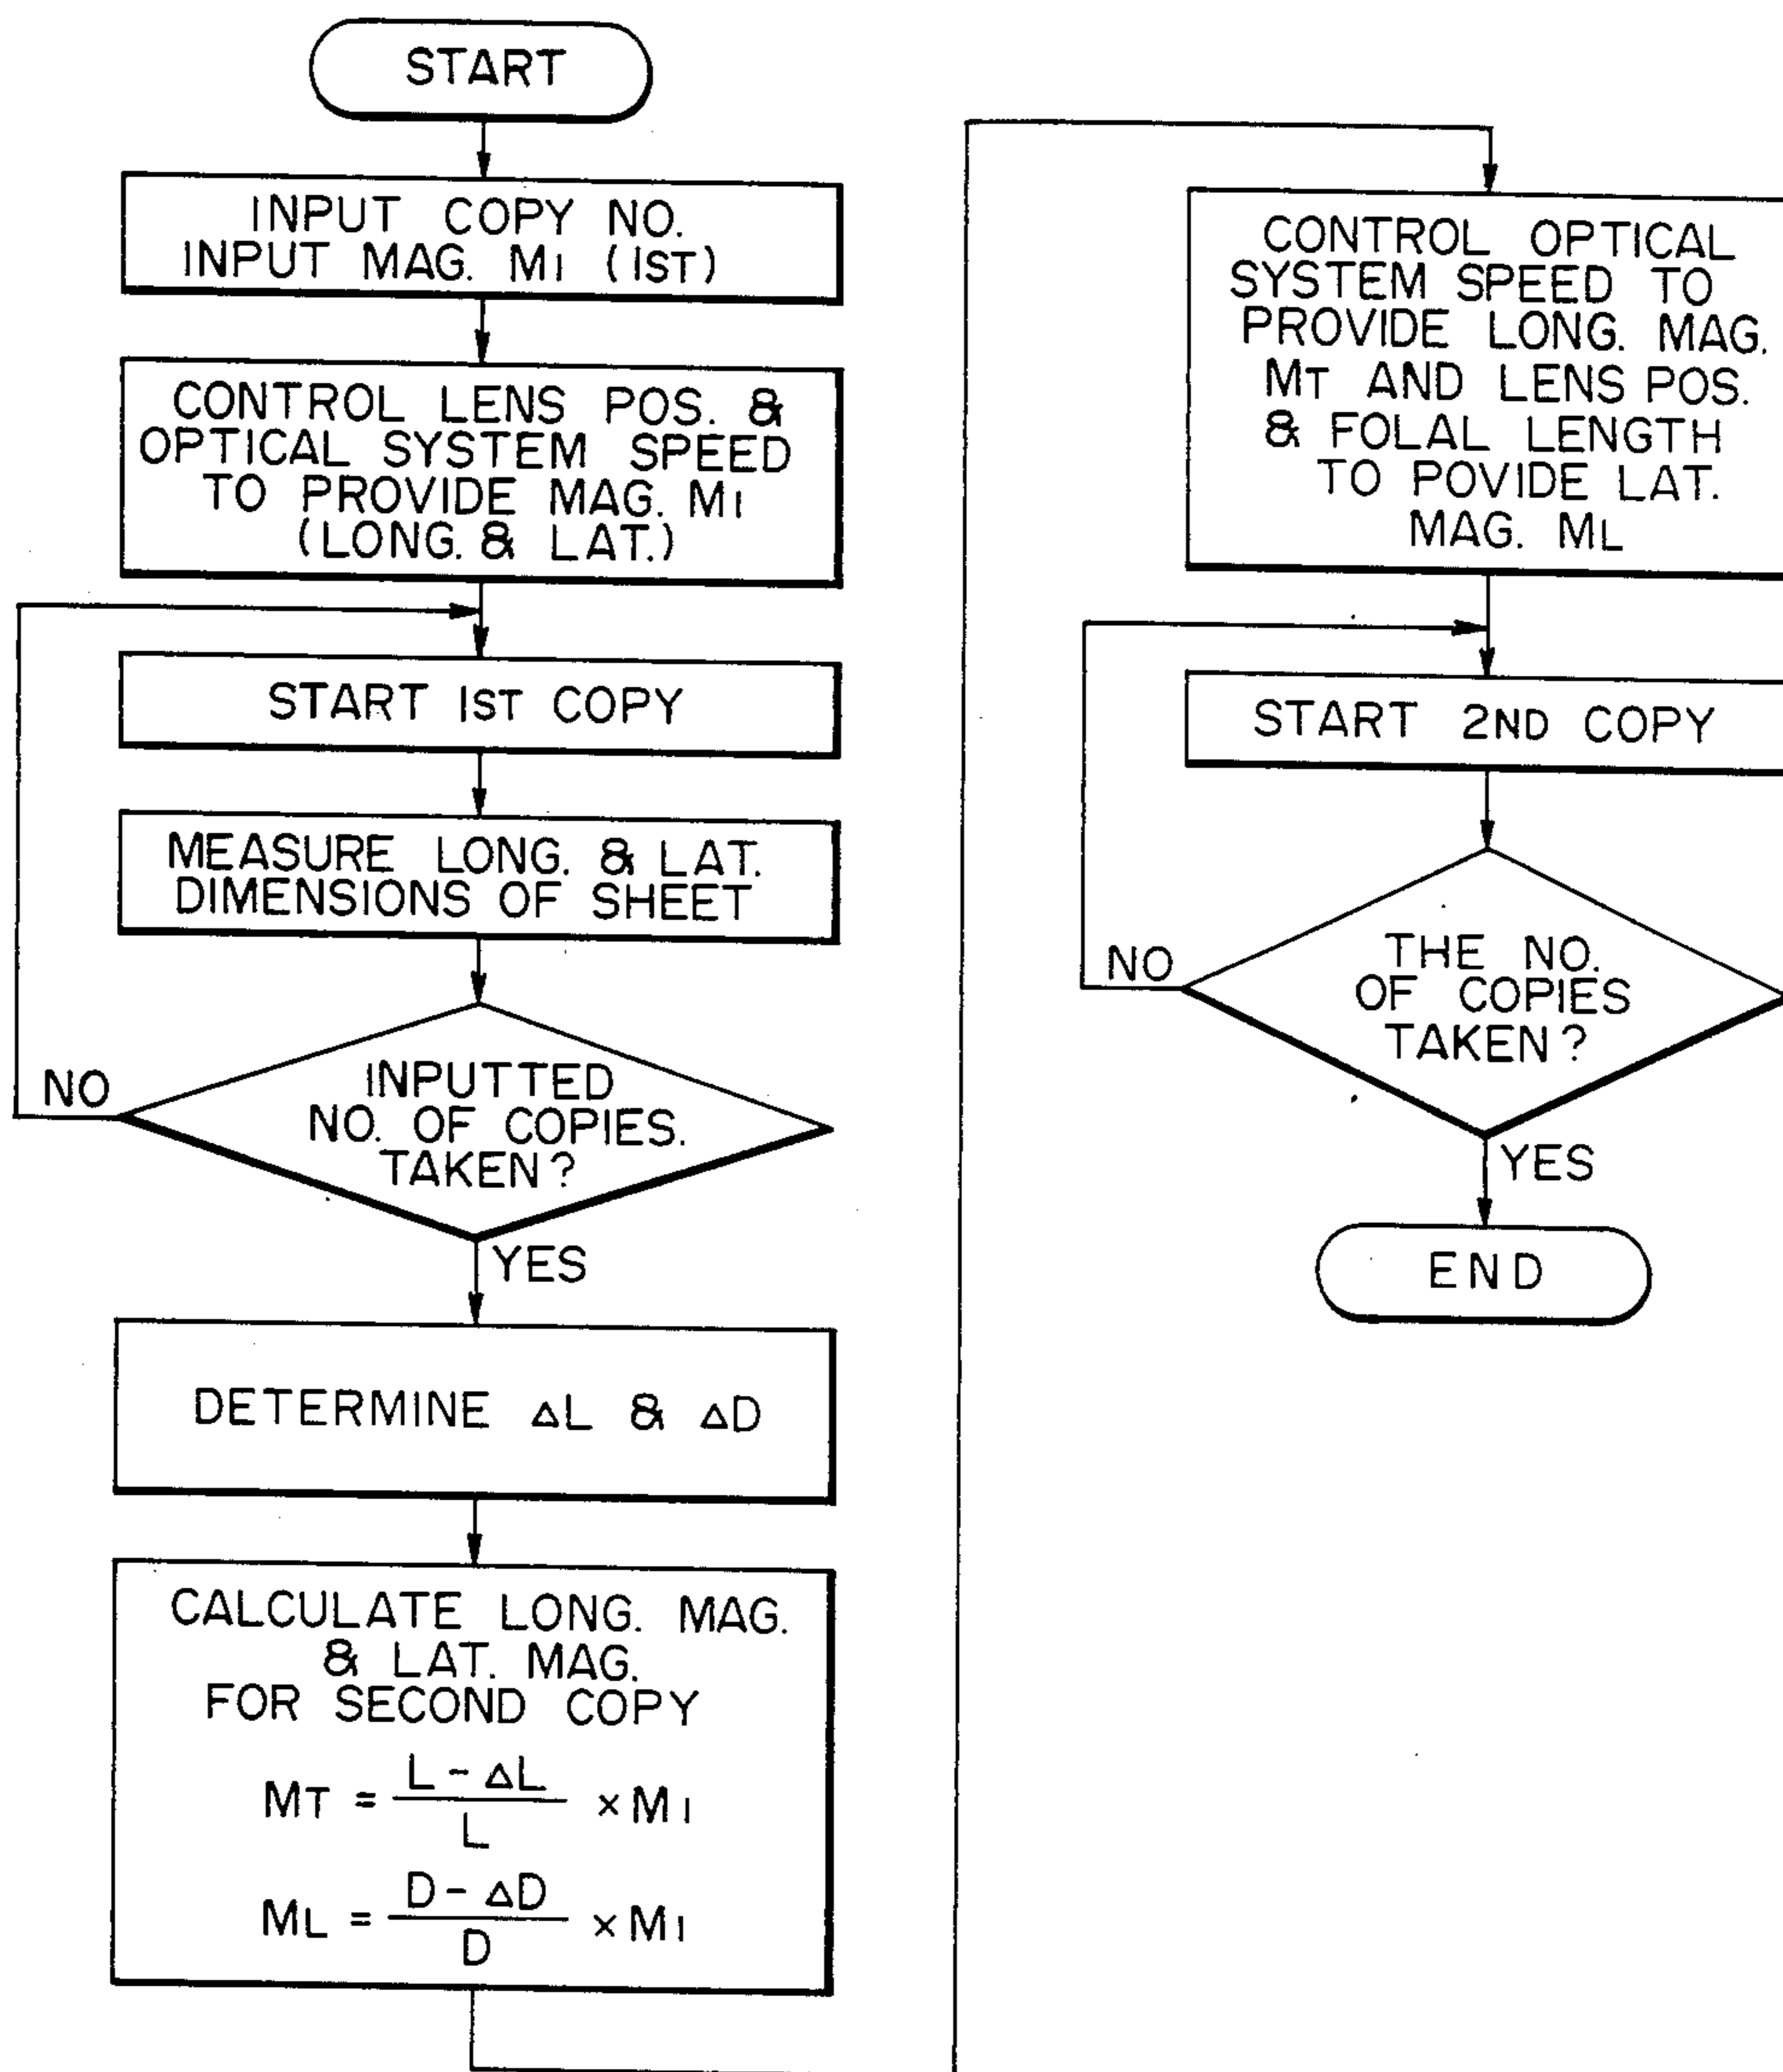 START
INPUT COPY NO.
INPUT MAG. M1 (1ST)
CONTROL LENS POS. &
OPTICAL SYSTEM SPEED
TO PROVIDE MAG. M1
(LONG. & LAT.)
START 1ST COPY
MEASURE LONG. & LAT.
DIMENSIONS OF SHEET
INPUTTED
NO. OF COPIES.
TAKEN?
NO
YES
DETERMINE ΔL & ΔD
CALCULATE LONG. MAG.
& LAT. MAG.
FOR SECOND COPY
MT = (L - ΔL) / L × M1
ML = (D - ΔD) / D × M1
CONTROL OPTICAL
SYSTEM SPEED TO
PROVIDE LONG. MAG.
MT AND LENS POS.
& FOLAL LENGTH
TO POVIDE LAT.
MAG. ML
START 2ND COPY
THE NO.
OF COPIES
TAKEN?
NO
YES
END